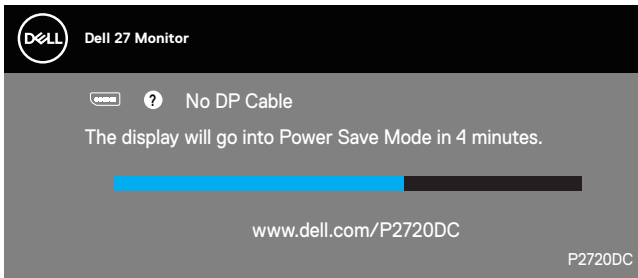 DELL
Dell 27 Monitor
? No DP Cable
The display will go into Power Save Mode in 4 minutes.
www.dell.com/P2720DC
P2720DC